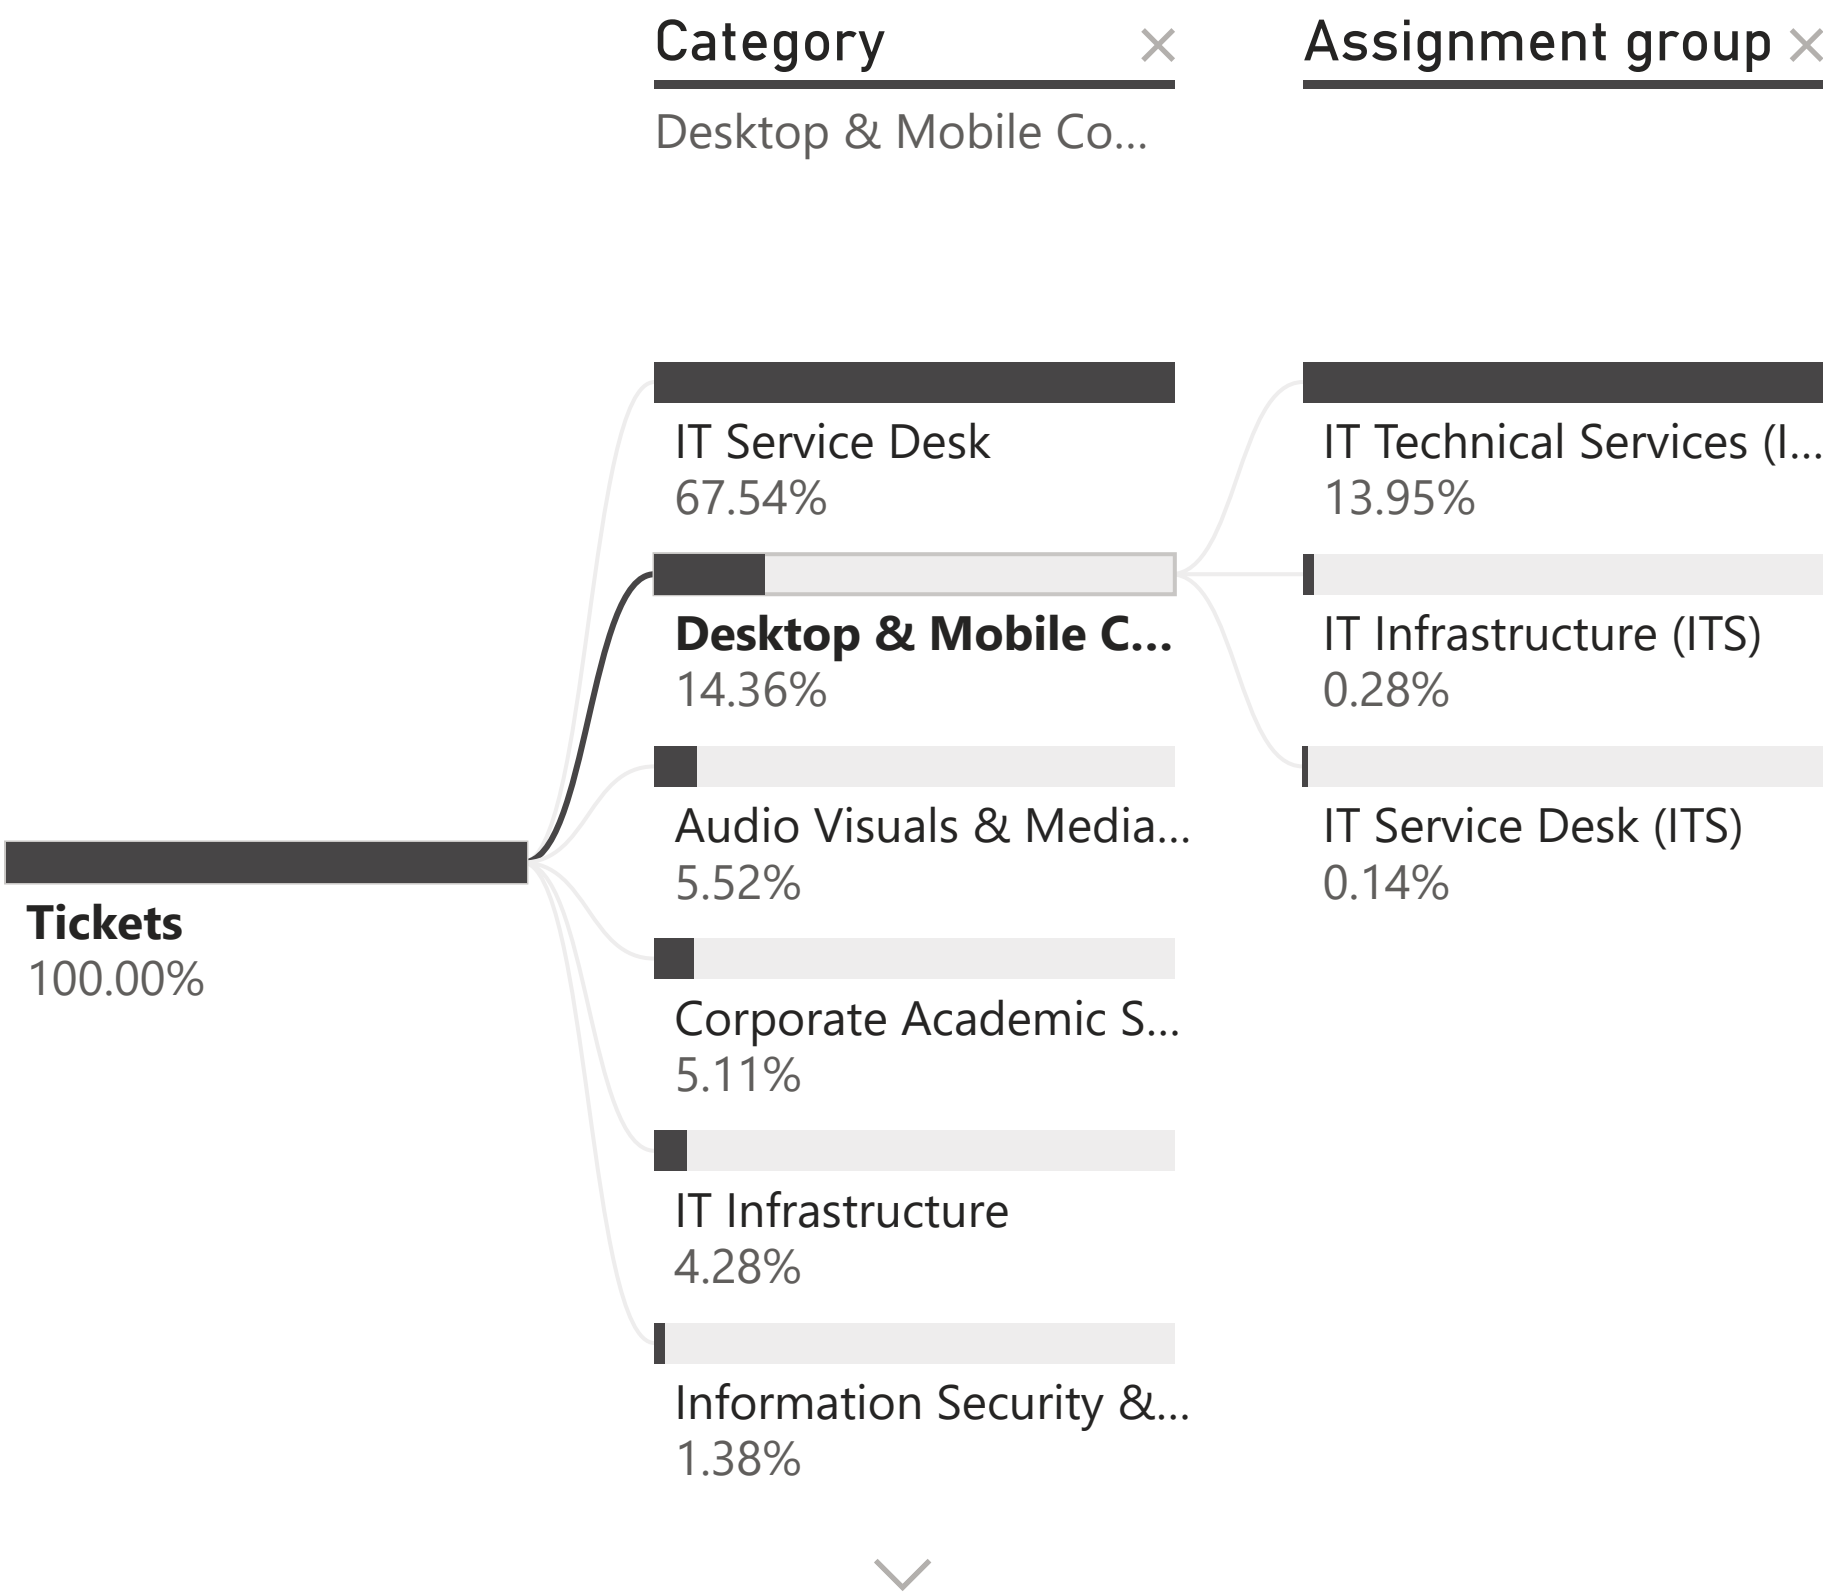 Category
Assignment group
Desktop & Mobile Co...
IT Service Desk
67.54%
Desktop & Mobile C...
14.36%
Audio Visuals & Media...
5.52%
Corporate Academic S...
5.11%
IT Infrastructure
4.28%
Information Security &...
1.38%
Tickets
100.00%
IT Technical Services (I...
13.95%
IT Infrastructure (ITS)
0.28%
IT Service Desk (ITS)
0.14%